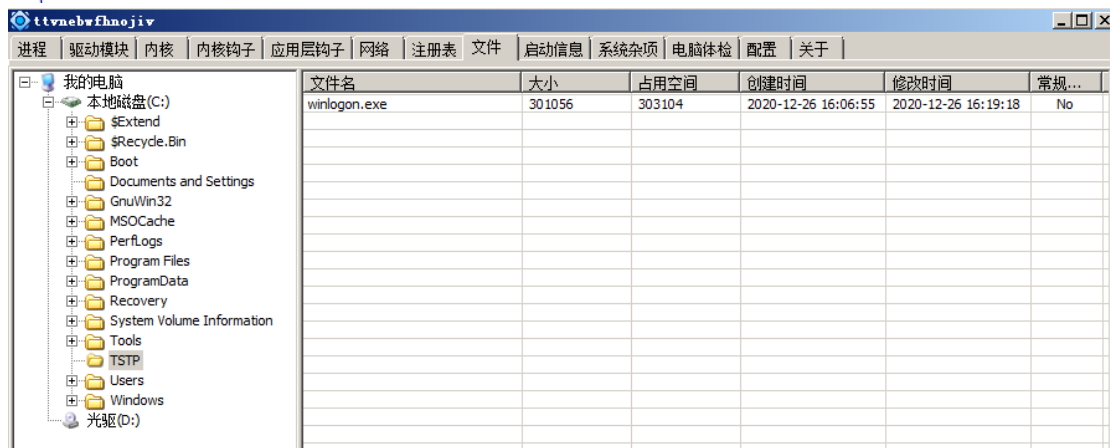 ttvnebwfhnojiv
进程 驱动模块 内核 内核钩子 应用层钩子 网络 注册表 文件 启动信息 系统杂项 电脑体检 配置 关于
我的电脑
本地磁盘(C:)
$Extend
$Recycle.Bin
Boot
Documents and Settings
GnuWin32
MSOCache
PerfLogs
Program Files
ProgramData
Recovery
System Volume Information
Tools
TSTP
Users
Windows
光驱(D:)
文件名 大小 占用空间 创建时间 修改时间 常规...
winlogon.exe 301056 303104 2020-12-26 16:06:55 2020-12-26 16:19:18 No